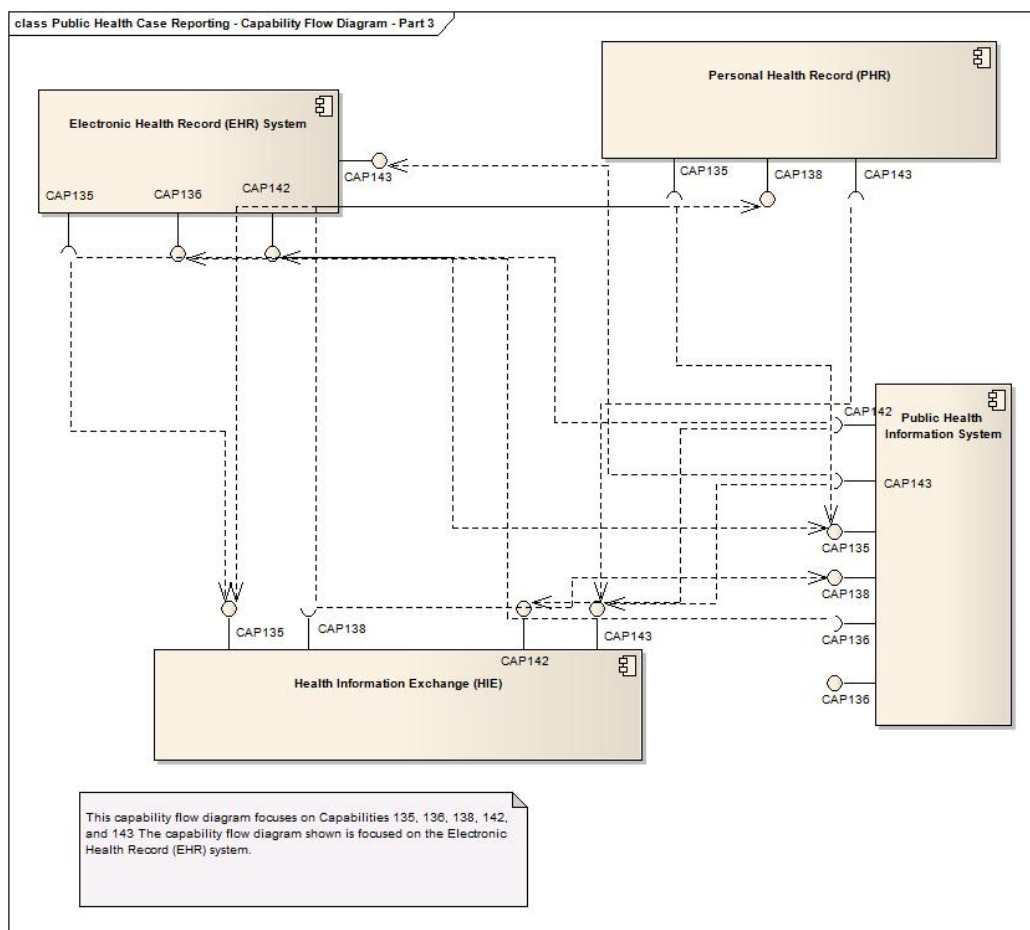 class Public Health Case Reporting - Capability Flow Diagram - Part 3
Personal Health Record (PHR)
Electronic Health Record (EHR) System
CAP143
CAP135
CAP136
CAP142
CAP135
CAP138
CAP143
CAP142
Public Health
Information System
CAP143
CAP135
CAP138
CAP136
CAP136
CAP135
CAP138
CAP142
CAP143
Health Information Exchange (HIE)
This capability flow diagram focuses on Capabilities 135, 136, 138, 142,
and 143 The capability flow diagram shown is focused on the Electronic
Health Record (EHR) system.